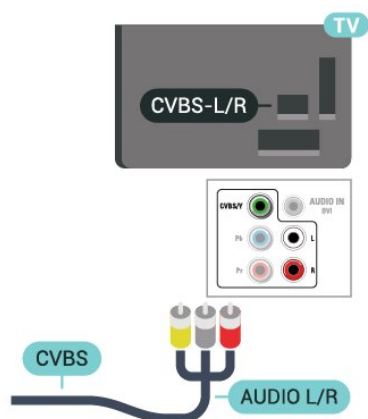 TV
CVBS-L/R
CVBS/Y
AUDIO IN
DVI
Pb
L
Pr
R
CVBS
AUDIO L/R